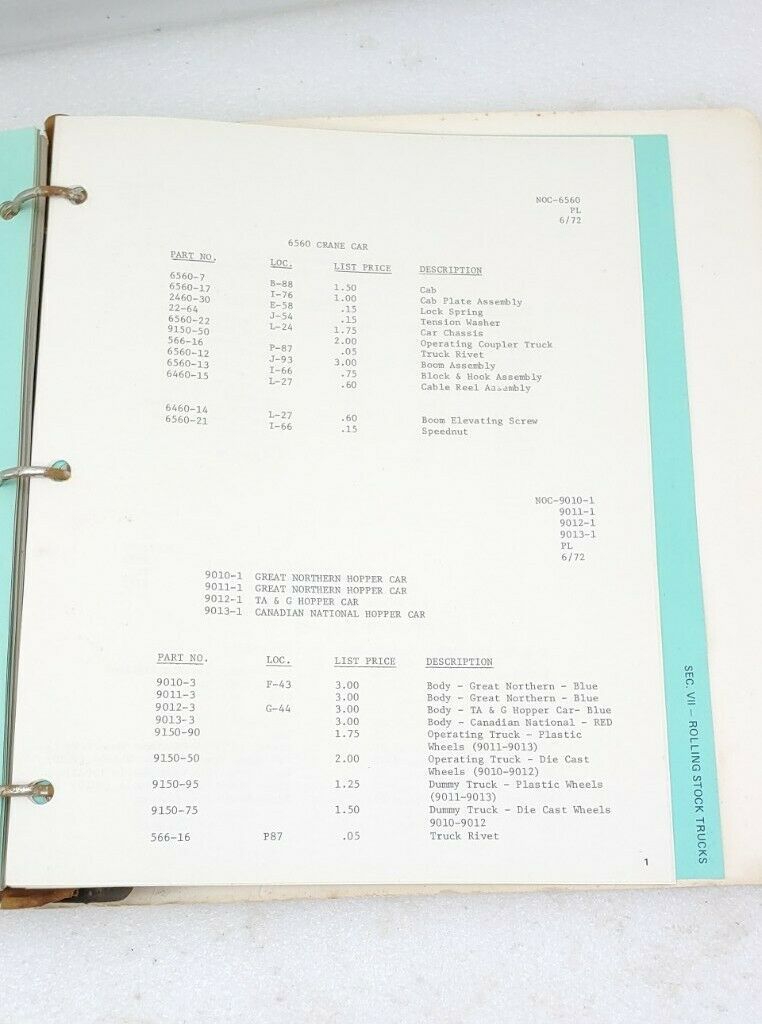 NOC-6560
PL
6/72
6560 CRANE CAR
PART NO. LOC. LIST PRICE DESCRIPTION
6560-7 B-88 1.50 Cab
6560-17 I-76 1.00 Cab Plate Assembly
2460-30 E-58 .15 Lock Spring
22-64 J-54 .15 Tension Washer
6560-22 L-24 1.75 Car Chassis
9150-50 2.00 Operating Coupler Truck
566-16 P-87 .05 Truck Rivet
6560-12 J-93 3.00 Boom Assembly
6560-13 I-66 .75 Block & Hook Assembly
6460-15 L-27 .60 Cable Reel Assembly
6460-14 L-27 .60 Boom Elevating Screw
6560-21 I-66 .15 Speednut
NOC-9010-1
9011-1
9012-1
9013-1
PL
6/72
9010-1 GREAT NORTHERN HOPPER CAR
9011-1 GREAT NORTHERN HOPPER CAR
9012-1 TA & G HOPPER CAR
9013-1 CANADIAN NATIONAL HOPPER CAR
PART NO. LOC. LIST PRICE DESCRIPTION
9010-3 F-43 3.00 Body - Great Northern - Blue
9011-3 3.00 Body - Great Northern - Blue
9012-3 G-44 3.00 Body - TA & G Hopper Car- Blue
9013-3 3.00 Body - Canadian National - RED
9150-90 1.75 Operating Truck - Plastic
Wheels (9011-9013)
9150-50 2.00 Operating Truck - Die Cast
Wheels (9010-9012)
9150-95 1.25 Dummy Truck - Plastic Wheels
(9011-9013)
9150-75 1.50 Dummy Truck - Die Cast Wheels
9010-9012
566-16 P87 .05 Truck Rivet
1
SEC. VII - ROLLING STOCK TRUCKS